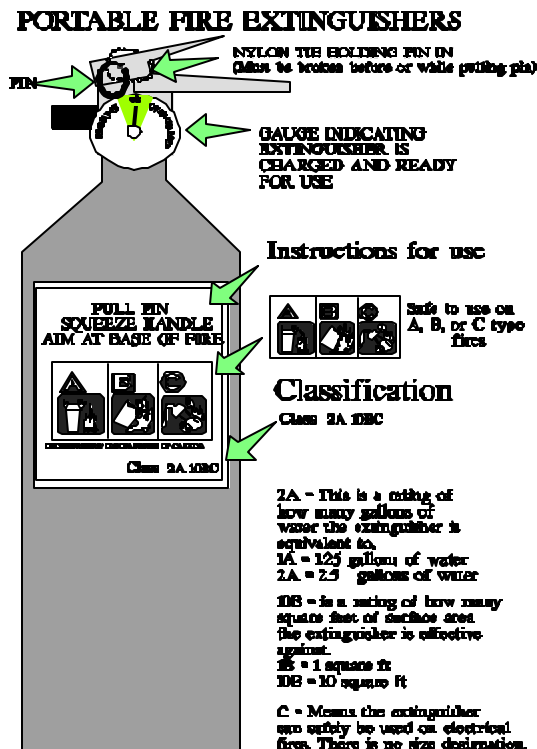 PORTABLE FIRE EXTINGUISHERS
NYLON TIE HOLDING PIN IN
(Must be broken before or while pulling pin)
PIN
GAUGE INDICATING
EXTINGUISHER IS
CHARGED AND READY
FOR USE
Instructions for use
PULL PIN
SQUEEZE HANDLE
AIM AT BASE OF FIRE
Safe to use on
A, B, or C type
fires
A B C
A B C
Classification
Class 2A 10BC
Class 2A 10BC
2A - This is a rating of
how many gallons of
water the extinguisher is
equivalent to.
1A = 1.25 gallons of water
2A = 2.5 gallons of water
10B - is a rating of how many
square feet of surface area
the extinguisher is effective
against.
1B = 1 square ft
10B = 10 square ft
C - Means the extinguisher
can safely be used on electrical
fires. There is no size designation.